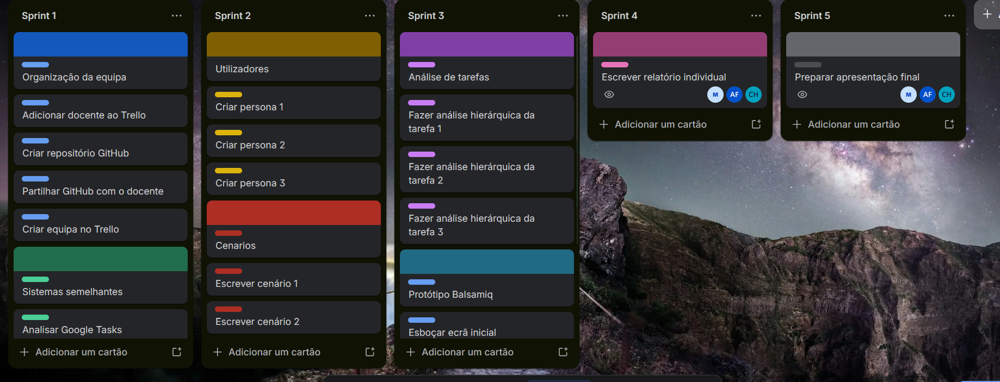 Sprint 1
Organização da equipa
Adicionar docente ao Trello
Criar repositório GitHub
Partilhar GitHub com o docente
Criar equipa no Trello
Sistemas semelhantes
Analisar Google Tasks
Adicionar um cartão
Sprint 2
Utilizadores
Criar persona 1
Criar persona 2
Criar persona 3
Cenarios
Escrever cenário 1
Escrever cenário 2
Adicionar um cartão
Sprint 3
Análise de tarefas
Fazer análise hierárquica da
tarefa 1
Fazer análise hierárquica da
tarefa 2
Fazer análise hierárquica da
tarefa 3
Protótipo Balsamiq
Esboçar ecrã inicial
Adicionar um cartão
Sprint 4
Escrever relatório individual
M AF CH
Adicionar um cartão
Sprint 5
Preparar apresentação final
M AF CH
Adicionar um cartão